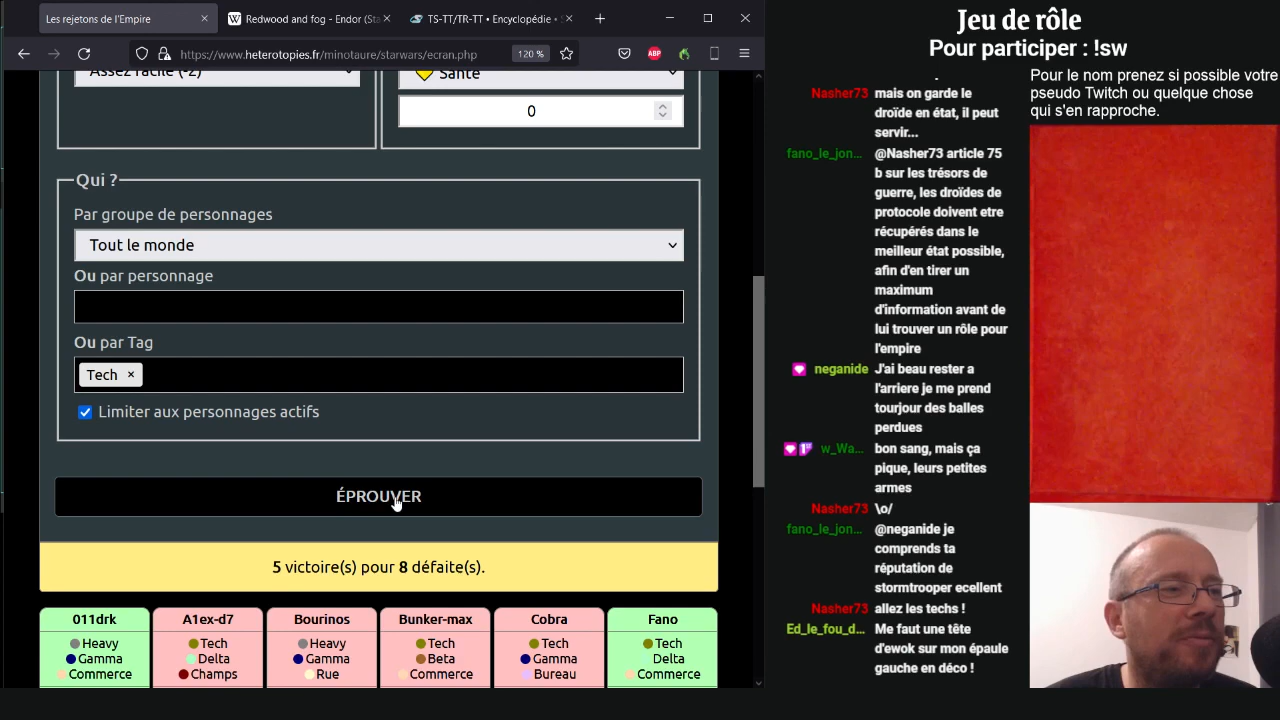 Les rejetons de l'Empire
Redwood and fog - Endor (Sta
TS-TT/TR-TT • Encyclopédie •
https://www.heterotopies.fr/minotaure/starwars/ecran.php
120 %
ABP
Assez facile (-2)
Santé
0
Qui ?
Par groupe de personnages
Tout le monde
Ou par personnage
Ou par Tag
Tech ×
Limiter aux personnages actifs
ÉPROUVER
5 victoire(s) pour 8 défaite(s).
011drk
Heavy
Gamma
Commerce
A1ex-d7
Tech
Delta
Champs
Bourinos
Heavy
Gamma
Rue
Bunker-max
Tech
Beta
Commerce
Cobra
Tech
Gamma
Bureau
Fano
Tech
Delta
Commerce
Jeu de rôle
Pour participer : !sw
Nasher73 mais on garde le
droïde en état, il peut
servir...
fano_le_jon... @Nasher73 article 75
b sur les trésors de
guerre, les droïdes de
protocole doivent etre
récupérés dans le
meilleur état possible,
afin d'en tirer un
maximum
d'information avant de
lui trouver un rôle pour
l'empire
neganide J'ai beau rester a
l'arriere je me prend
tourjour des balles
perdues
w_Wa... bon sang, mais ça
pique, leurs petites
armes
Nasher73 \o/
fano_le_jon... @neganide je
comprends ta
réputation de
stormtrooper ecellent
Nasher73 allez les techs !
Ed_le_fou_d... Me faut une tête
d'ewok sur mon épaule
gauche en déco !
Pour le nom prenez si possible votre
pseudo Twitch ou quelque chose
qui s'en rapproche.